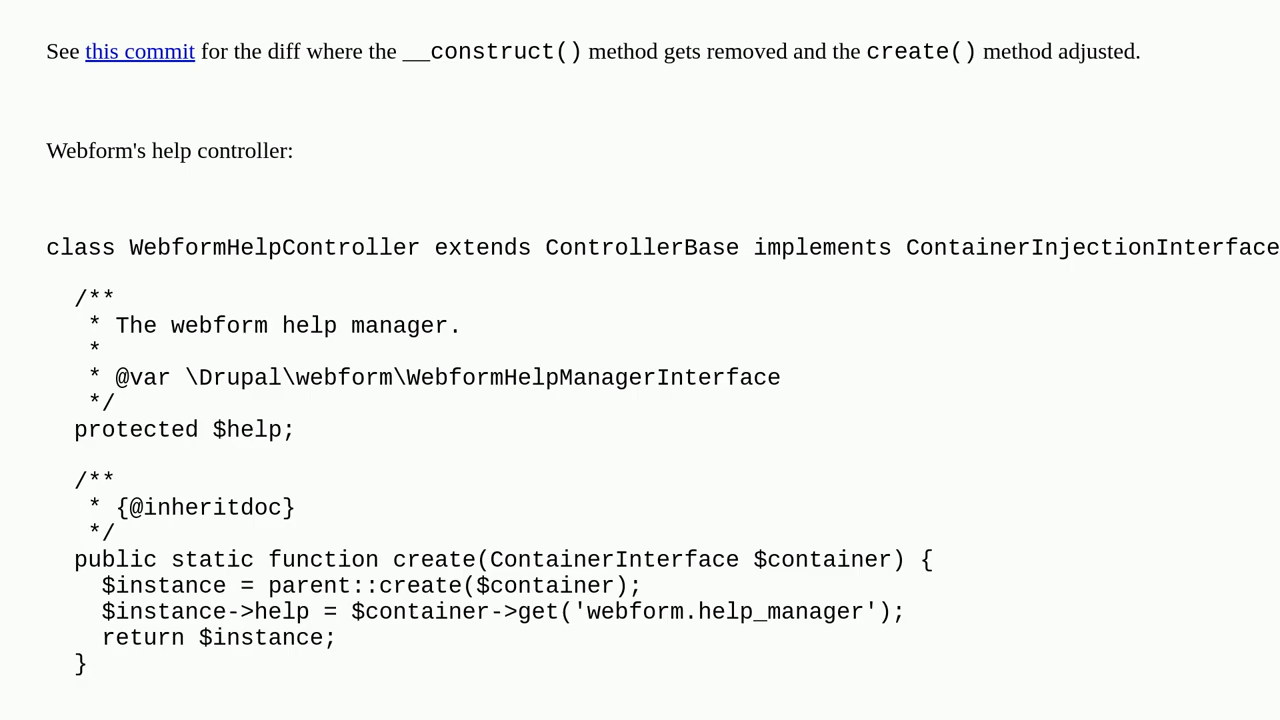 See this commit for the diff where the __construct() method gets removed and the create() method adjusted.
Webform's help controller:
class WebformHelpController extends ControllerBase implements ContainerInjectionInterface
  /**
   * The webform help manager.
   *
   * @var \Drupal\webform\WebformHelpManagerInterface
   */
  protected $help;
  /**
   * {@inheritdoc}
   */
  public static function create(ContainerInterface $container) {
    $instance = parent::create($container);
    $instance->help = $container->get('webform.help_manager');
    return $instance;
  }